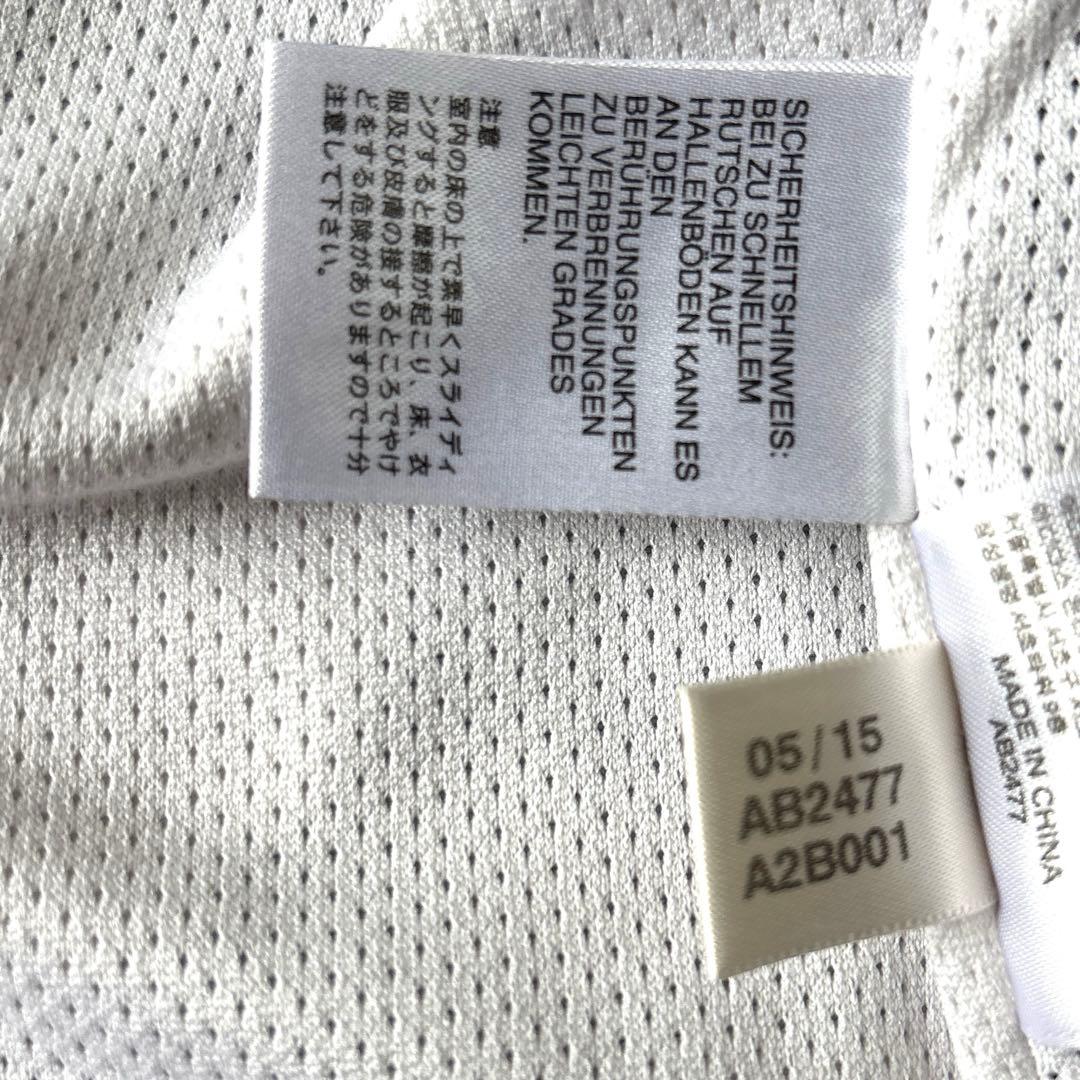 SICHERHEITSHINWEIS:
BEI ZU SCHNELLEM
RUTSCHEN AUF
HALLENBÖDEN KANN ES
AN DEN
BERÜHRUNGSPUNKTEN
ZU VERBRENNUNGEN
LEICHTEN GRADES
KOMMEN.
注意
室内の床の上で素早くスライディ
ングすると摩擦が起こり、床、衣
服及び皮膚の接するところでやけ
どをする危険がありますので十分
注意して下さい。
05/15
AB2477
A2B001
MADE IN CHINA
AB2477